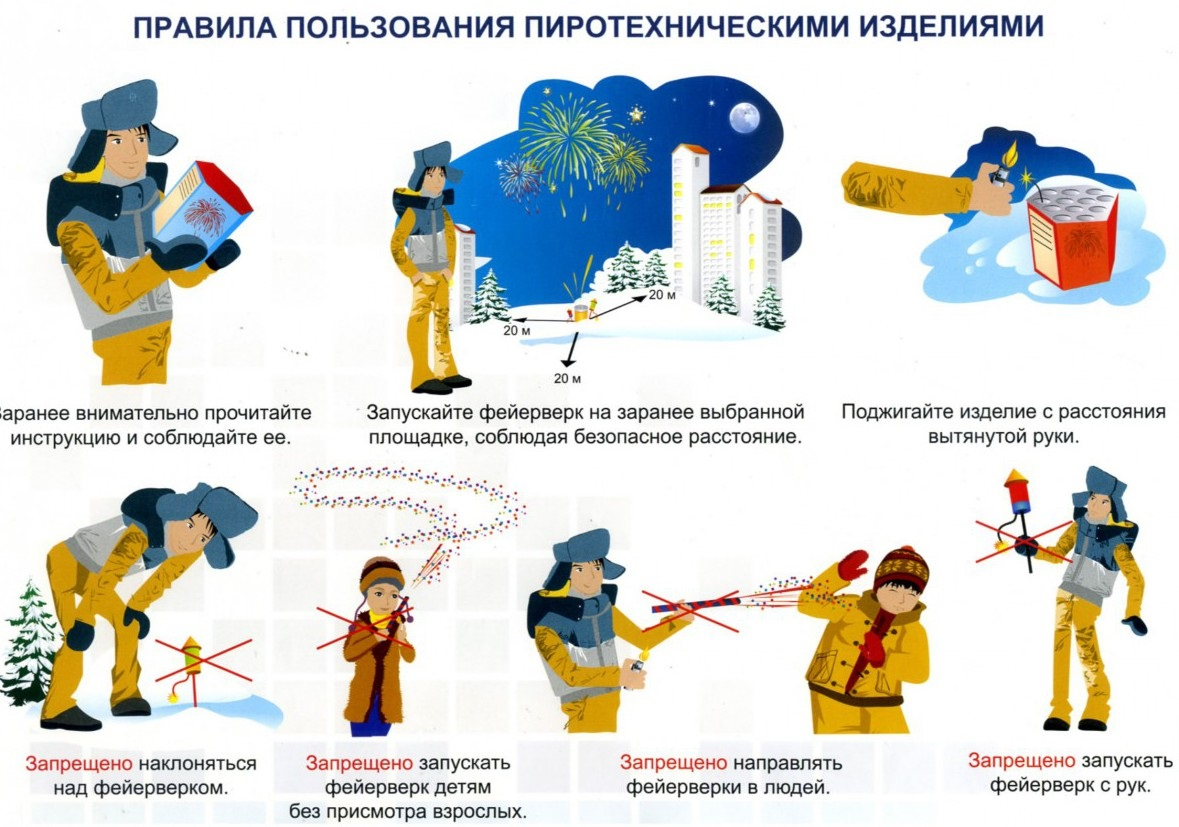 ПРАВИЛА ПОЛЬЗОВАНИЯ ПИРОТЕХНИЧЕСКИМИ ИЗДЕЛИЯМИ
20 м
20 м
20 м
Заранее внимательно прочитайте
инструкцию и соблюдайте ее.
Запускайте фейерверк на заранее выбранной
площадке, соблюдая безопасное расстояние.
Поджигайте изделие с расстояния
вытянутой руки.
Запрещено наклоняться
над фейерверком.
Запрещено запускать
фейерверк детям
без присмотра взрослых.
Запрещено направлять
фейерверки в людей.
Запрещено запускать
фейерверк с рук.